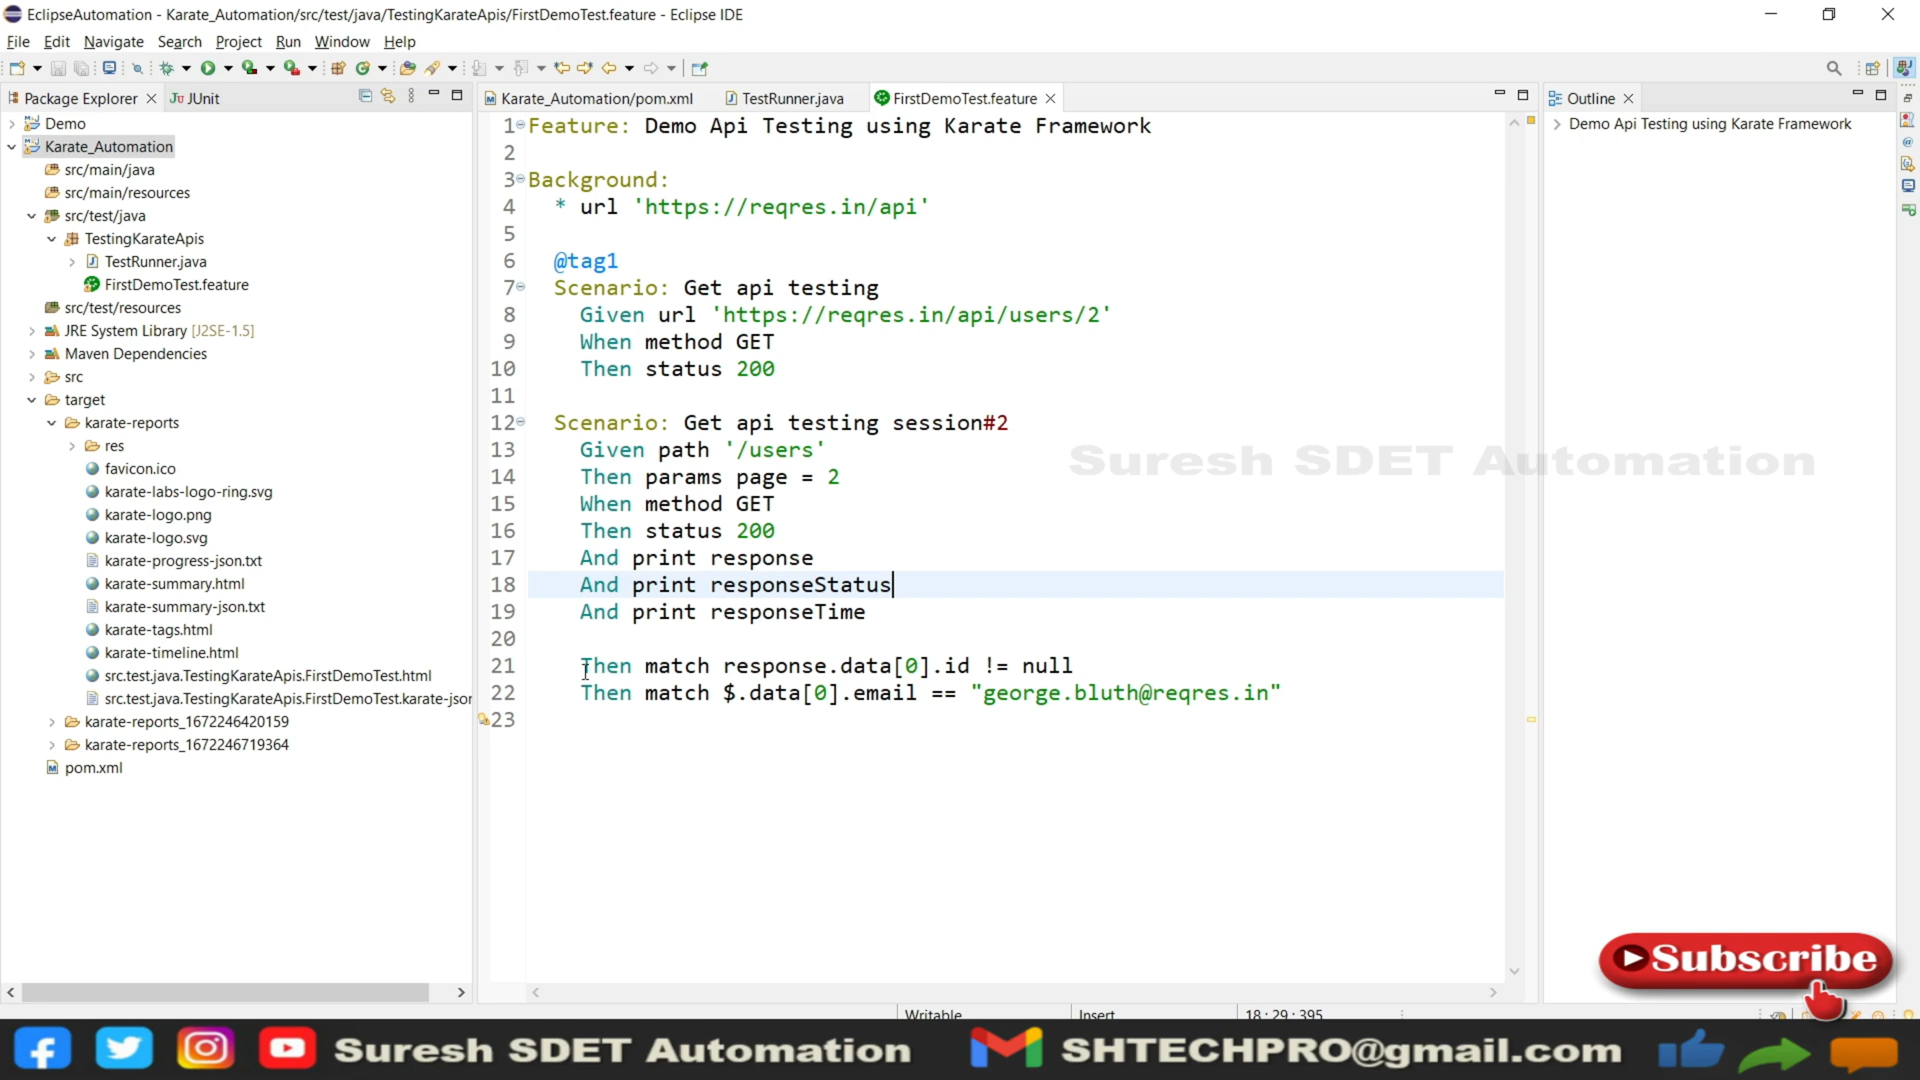 EclipseAutomation - Karate_Automation/src/test/java/TestingKarateApis/FirstDemoTest.feature - Eclipse IDE
File Edit Navigate Search Project Run Window Help
Package Explorer JUnit
Karate_Automation/pom.xml TestRunner.java FirstDemoTest.feature
Outline
Demo
Karate_Automation
src/main/java
src/main/resources
src/test/java
TestingKarateApis
TestRunner.java
FirstDemoTest.feature
src/test/resources
JRE System Library [J2SE-1.5]
Maven Dependencies
src
target
karate-reports
res
favicon.ico
karate-labs-logo-ring.svg
karate-logo.png
karate-logo.svg
karate-progress-json.txt
karate-summary.html
karate-summary-json.txt
karate-tags.html
karate-timeline.html
src.test.java.TestingKarateApis.FirstDemoTest.html
src.test.java.TestingKarateApis.FirstDemoTest.karate-jsor
karate-reports_1672246420159
karate-reports_1672246719364
pom.xml
1 Feature: Demo Api Testing using Karate Framework
2
3 Background:
4 * url 'https://reqres.in/api'
5
6 @tag1
7 Scenario: Get api testing
8 Given url 'https://reqres.in/api/users/2'
9 When method GET
10 Then status 200
11
12 Scenario: Get api testing session#2
13 Given path '/users'
14 Then params page = 2
15 When method GET
16 Then status 200
17 And print response
18 And print responseStatus
19 And print responseTime
20
21 Then match response.data[0].id != null
22 Then match $.data[0].email == "george.bluth@reqres.in"
23
Demo Api Testing using Karate Framework
Suresh SDET Automation
Subscribe
Writable Insert 18 : 29 : 395
Suresh SDET Automation SHTECHPRO@gmail.com